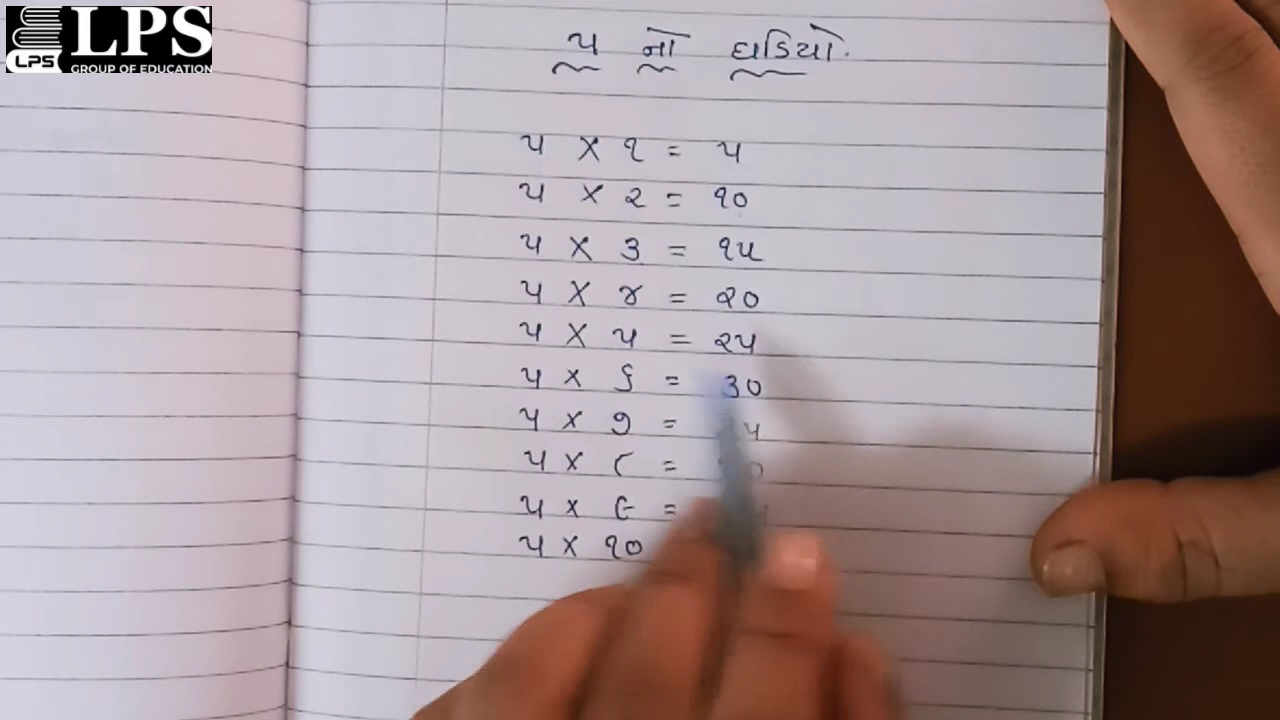 LPS
LPS
GROUP OF EDUCATION
૫ નો ઘડિયો.
૫ × ૧ = ૫
૫ × ૨ = ૧૦
૫ × ૩ = ૧૫
૫ × ૪ = ૨૦
૫ × ૫ = ૨૫
૫ × ૬ = ૩૦
૫ × ૭ =
૫ × ૮ =
૫ × ૯ =
૫ × ૧૦